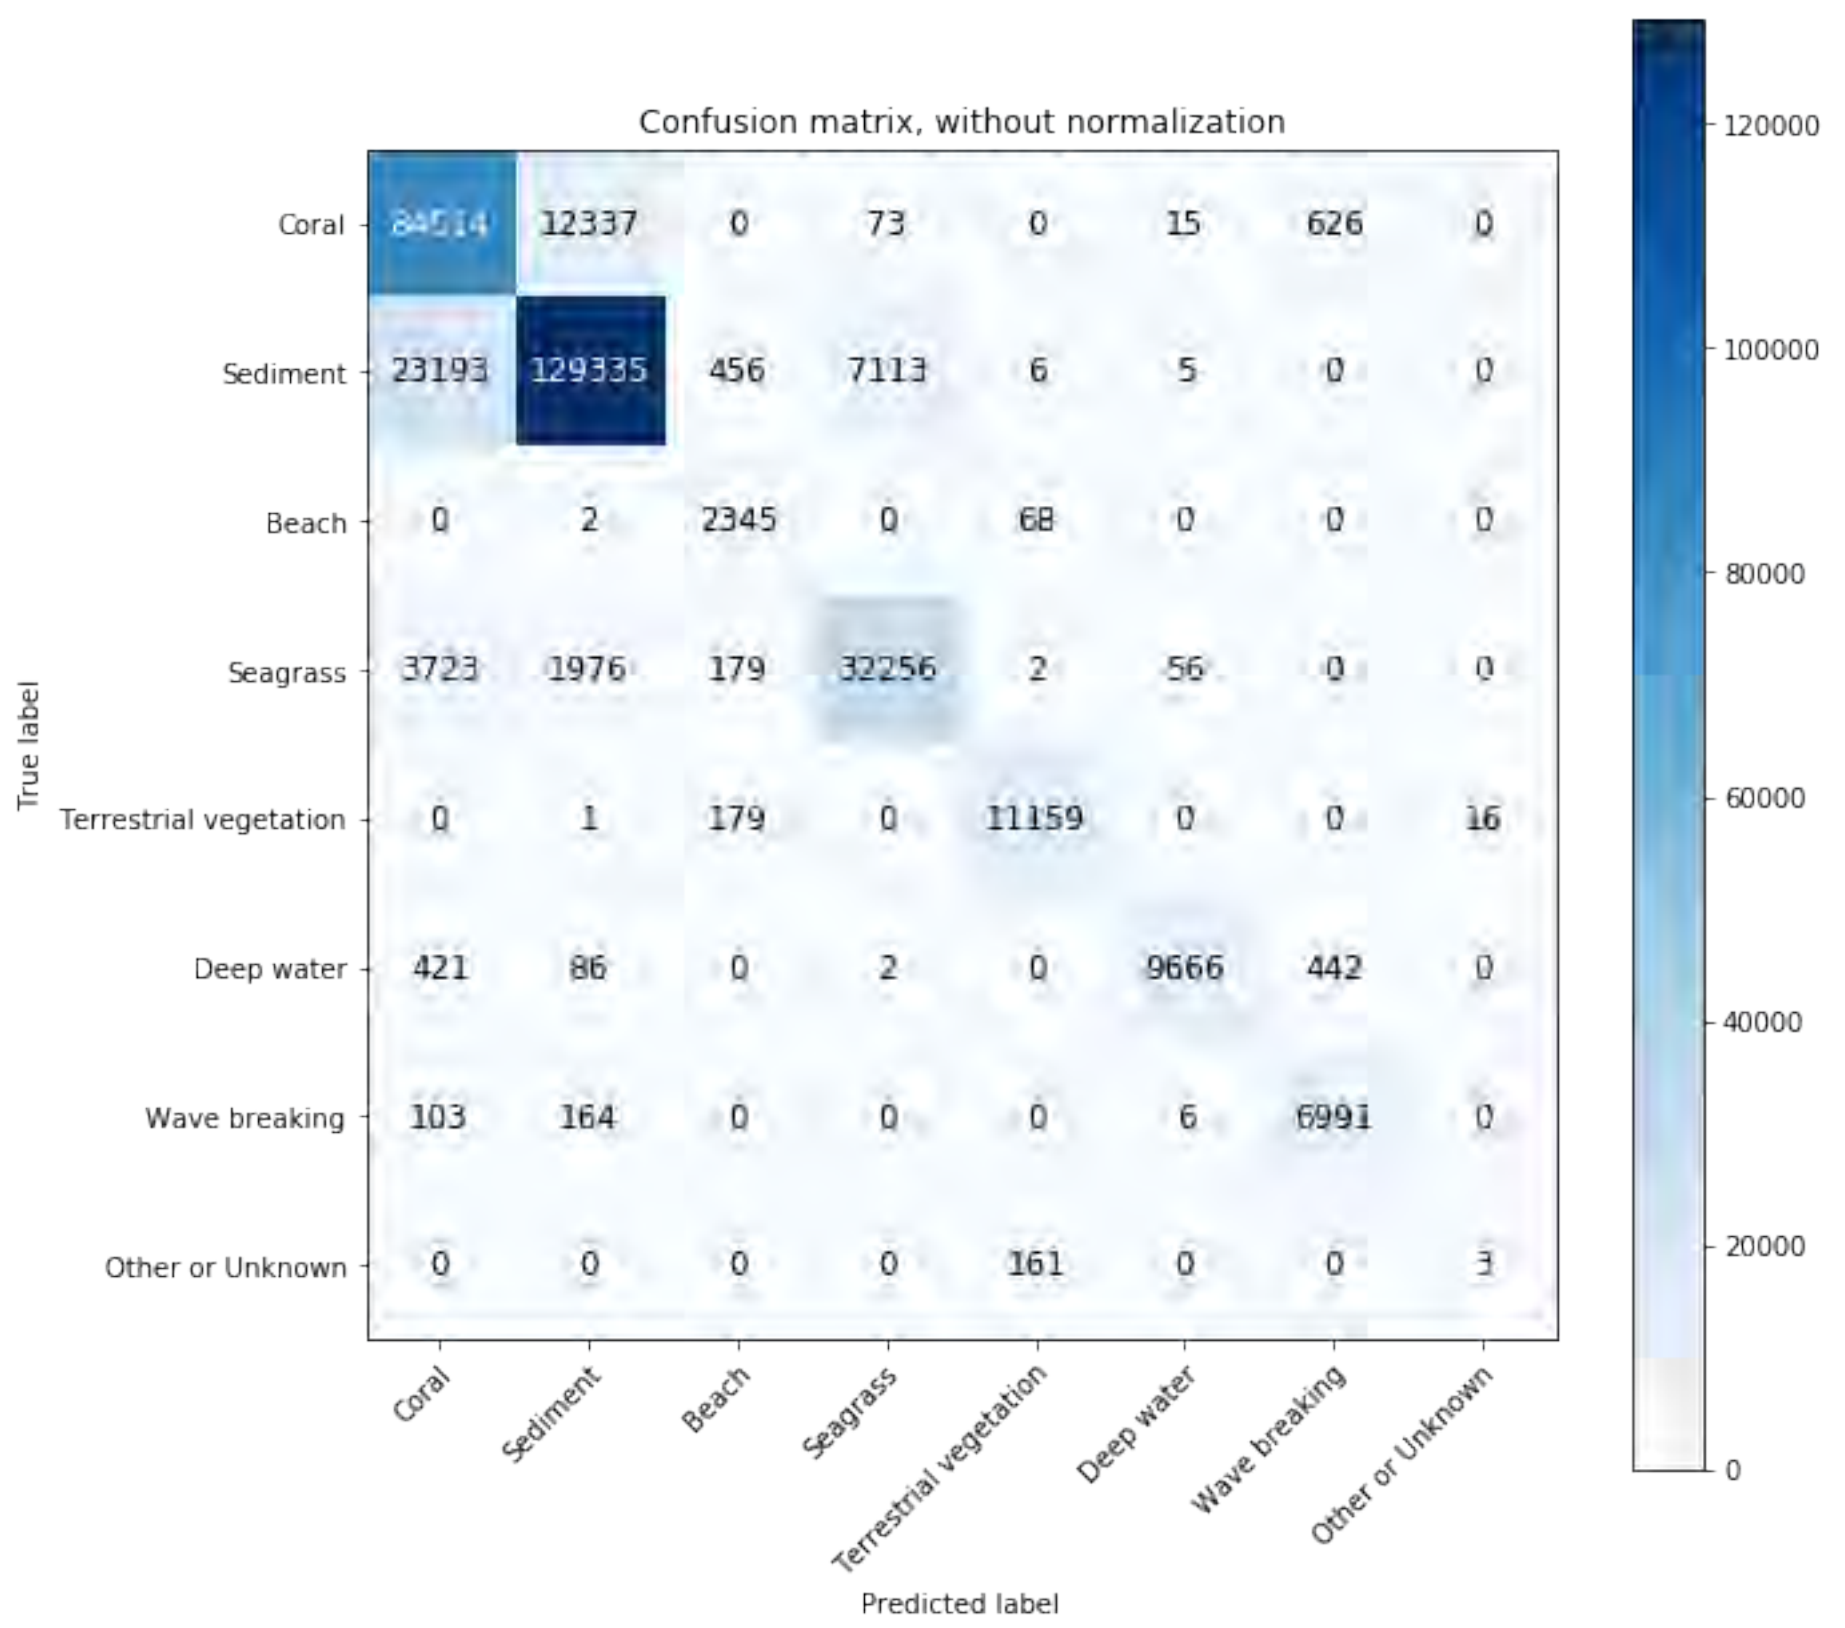 Confusion matrix, without normalization
Coral 84514 12337 0 73 0 15 626 0
Sediment 23193 129335 456 7113 6 5 0 0
Beach 0 2 2345 0 68 0 0 0
Seagrass 3723 1976 179 32256 2 56 0 0
Terrestrial vegetation 0 1 179 0 11159 0 0 16
Deep water 421 86 0 2 0 9666 442 0
Wave breaking 103 164 0 0 0 6 6991 0
Other or Unknown 0 0 0 0 161 0 0 3
True label
Coral
Sediment
Beach
Seagrass
Terrestrial vegetation
Deep water
Wave breaking
Other or Unknown
Predicted label
120000
100000
80000
60000
40000
20000
0